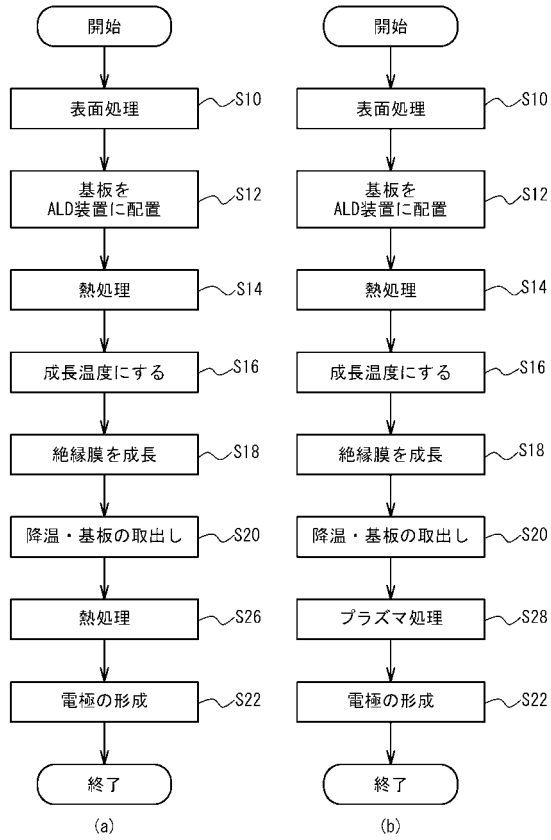 開始
表面処理
S10
基板を
ALD装置に配置
S12
熱処理
S14
成長温度にする
S16
絶縁膜を成長
S18
降温・基板の取出し
S20
熱処理
S26
電極の形成
S22
終了
(a)
開始
表面処理
S10
基板を
ALD装置に配置
S12
熱処理
S14
成長温度にする
S16
絶縁膜を成長
S18
降温・基板の取出し
S20
プラズマ処理
S28
電極の形成
S22
終了
(b)